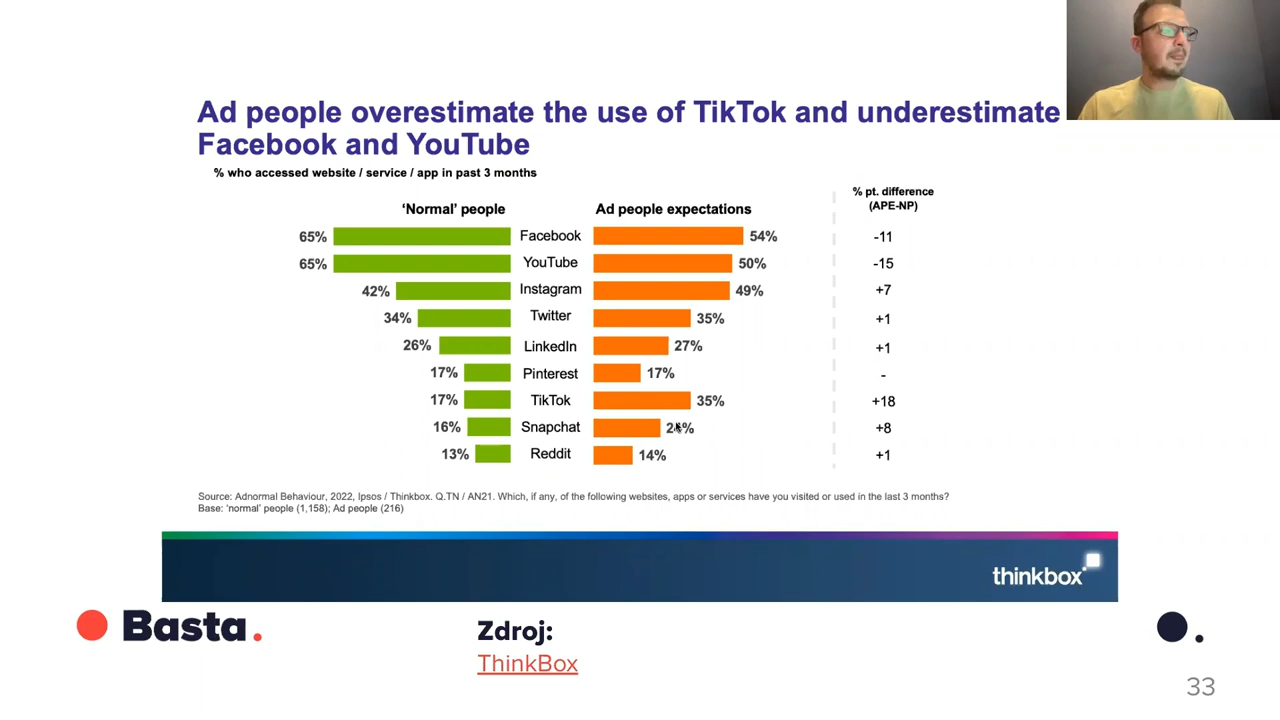 Ad people overestimate the use of TikTok and underestimate
Facebook and YouTube
% who accessed website / service / app in past 3 months
% pt. difference
(APE-NP)
‘Normal’ people Ad people expectations
65% Facebook 54% -11
65% YouTube 50% -15
42% Instagram 49% +7
34% Twitter 35% +1
26% LinkedIn 27% +1
17% Pinterest 17% -
17% TikTok 35% +18
16% Snapchat +8
13% Reddit 14% +1
Source: Adnormal Behaviour, 2022, Ipsos / Thinkbox. Q.TN / AN21. Which, if any, of the following websites, apps or services have you visited or used in the last 3 months?
Base: ‘normal’ people (1,158); Ad people (216)
thinkbox
Basta.
Zdroj:
ThinkBox
33